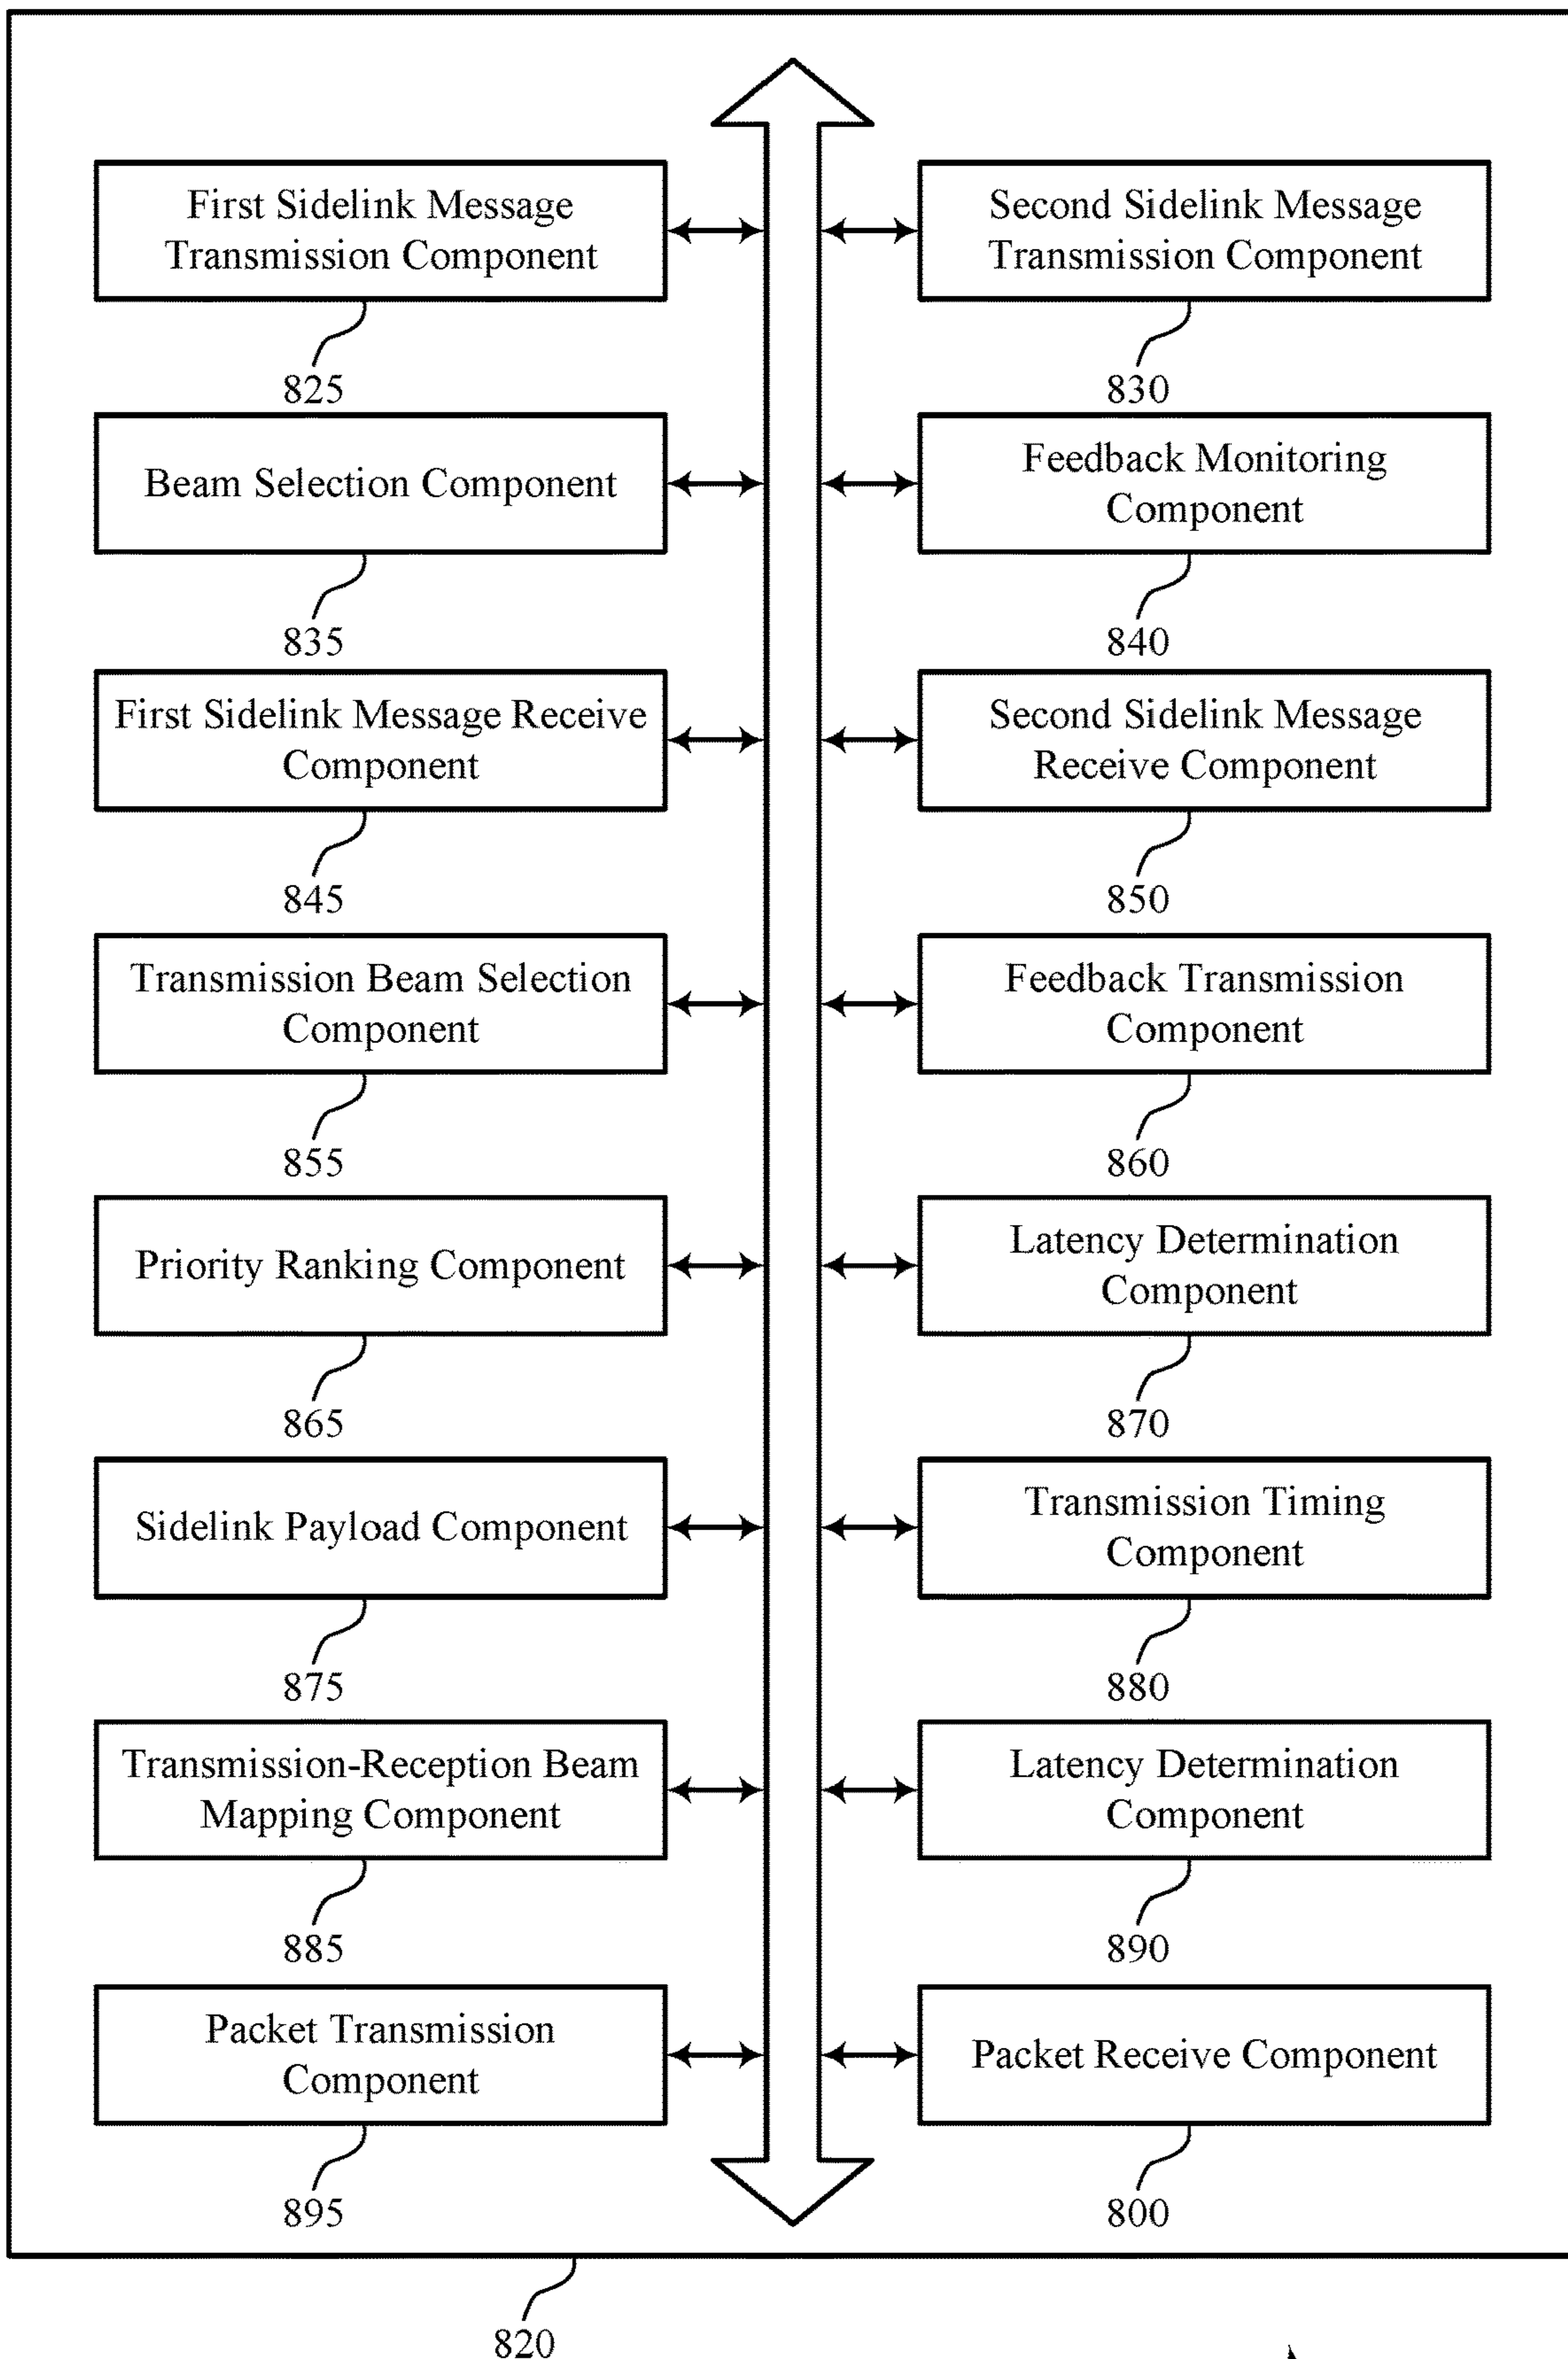 First Sidelink Message
Transmission Component
825
Second Sidelink Message
Transmission Component
830
Beam Selection Component
835
Feedback Monitoring
Component
840
First Sidelink Message Receive
Component
845
Second Sidelink Message
Receive Component
850
Transmission Beam Selection
Component
855
Feedback Transmission
Component
860
Priority Ranking Component
865
Latency Determination
Component
870
Sidelink Payload Component
875
Transmission Timing
Component
880
Transmission-Reception Beam
Mapping Component
885
Latency Determination
Component
890
Packet Transmission
Component
895
Packet Receive Component
800
820